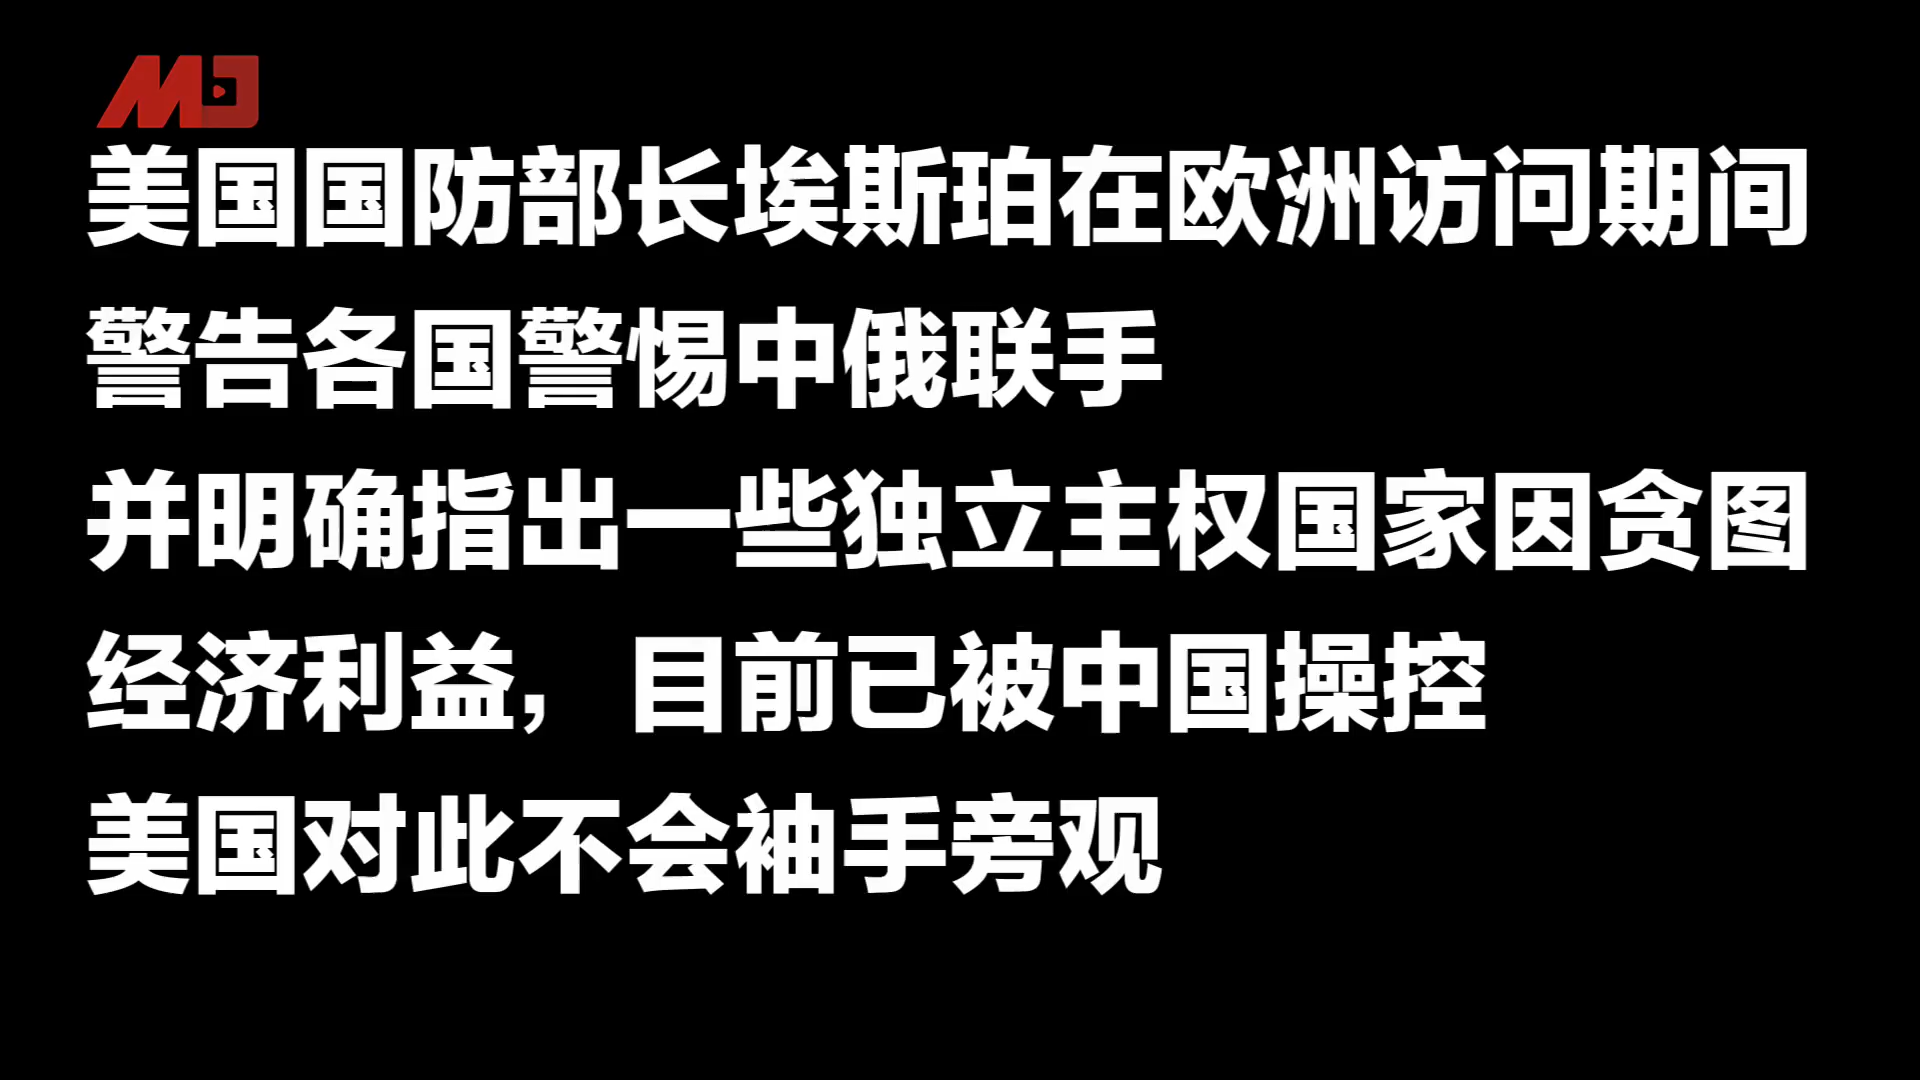 MJ
美国国防部长埃斯珀在欧洲访问期间
警告各国警惕中俄联手
并明确指出一些独立主权国家因贪图
经济利益，目前已被中国操控
美国对此不会袖手旁观